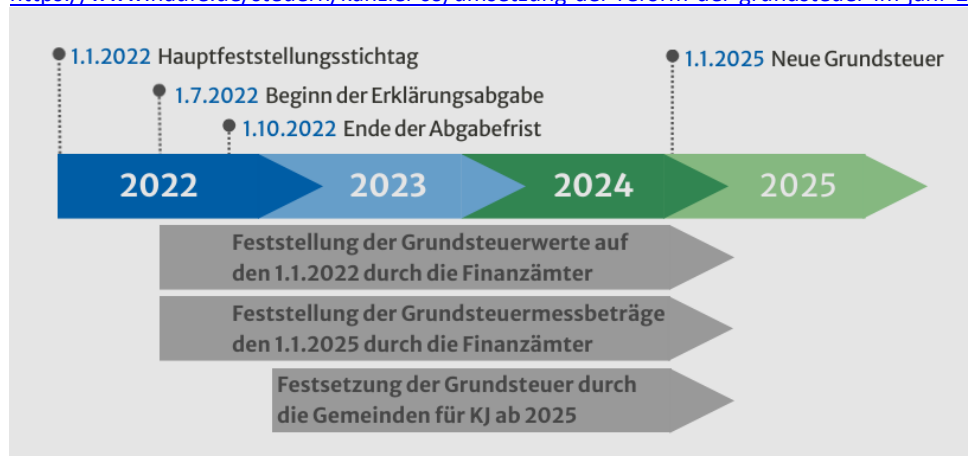 1.1.2022 Hauptfeststellungsstichtag
1.1.2025 Neue Grundsteuer
1.7.2022 Beginn der Erklärungsabgabe
1.10.2022 Ende der Abgabefrist
2022 2023 2024 2025
Feststellung der Grundsteuerwerte auf
den 1.1.2022 durch die Finanzämter
Feststellung der Grundsteuermessbeträge
den 1.1.2025 durch die Finanzämter
Festsetzung der Grundsteuer durch
die Gemeinden für KJ ab 2025